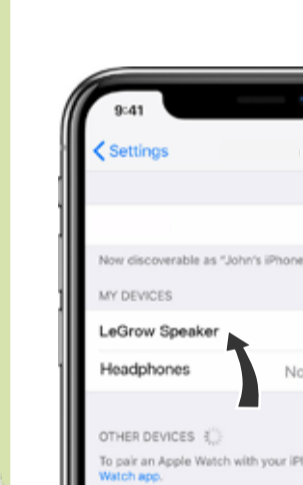 9:41
Settings
Now discoverable as "John's iPhone
MY DEVICES
LeGrow Speaker
Headphones
No
OTHER DEVICES
To pair an Apple Watch with your iPh
Watch app.